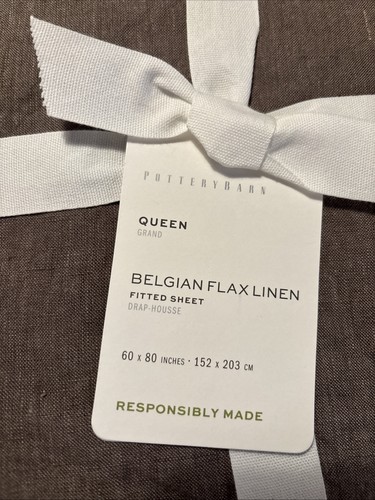 POTTERYBARN
QUEEN
GRAND
BELGIAN FLAX LINEN
FITTED SHEET
DRAP-HOUSSE
60 x 80 INCHES · 152 x 203 CM
RESPONSIBLY MADE